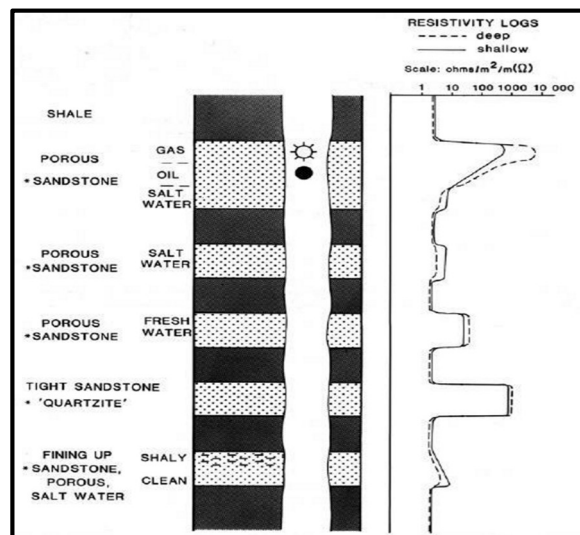 RESISTIVITY LOGS
deep
shallow
Scale: ohms/m²/m(Ω)
1 10 100 1000 10 000
SHALE
GAS
POROUS
* SANDSTONE
OIL
SALT
WATER
POROUS
* SANDSTONE
SALT
WATER
POROUS
* SANDSTONE
FRESH
WATER
TIGHT SANDSTONE
* 'QUARTZITE'
FINING UP
* SANDSTONE,
POROUS,
SALT WATER
SHALY
CLEAN